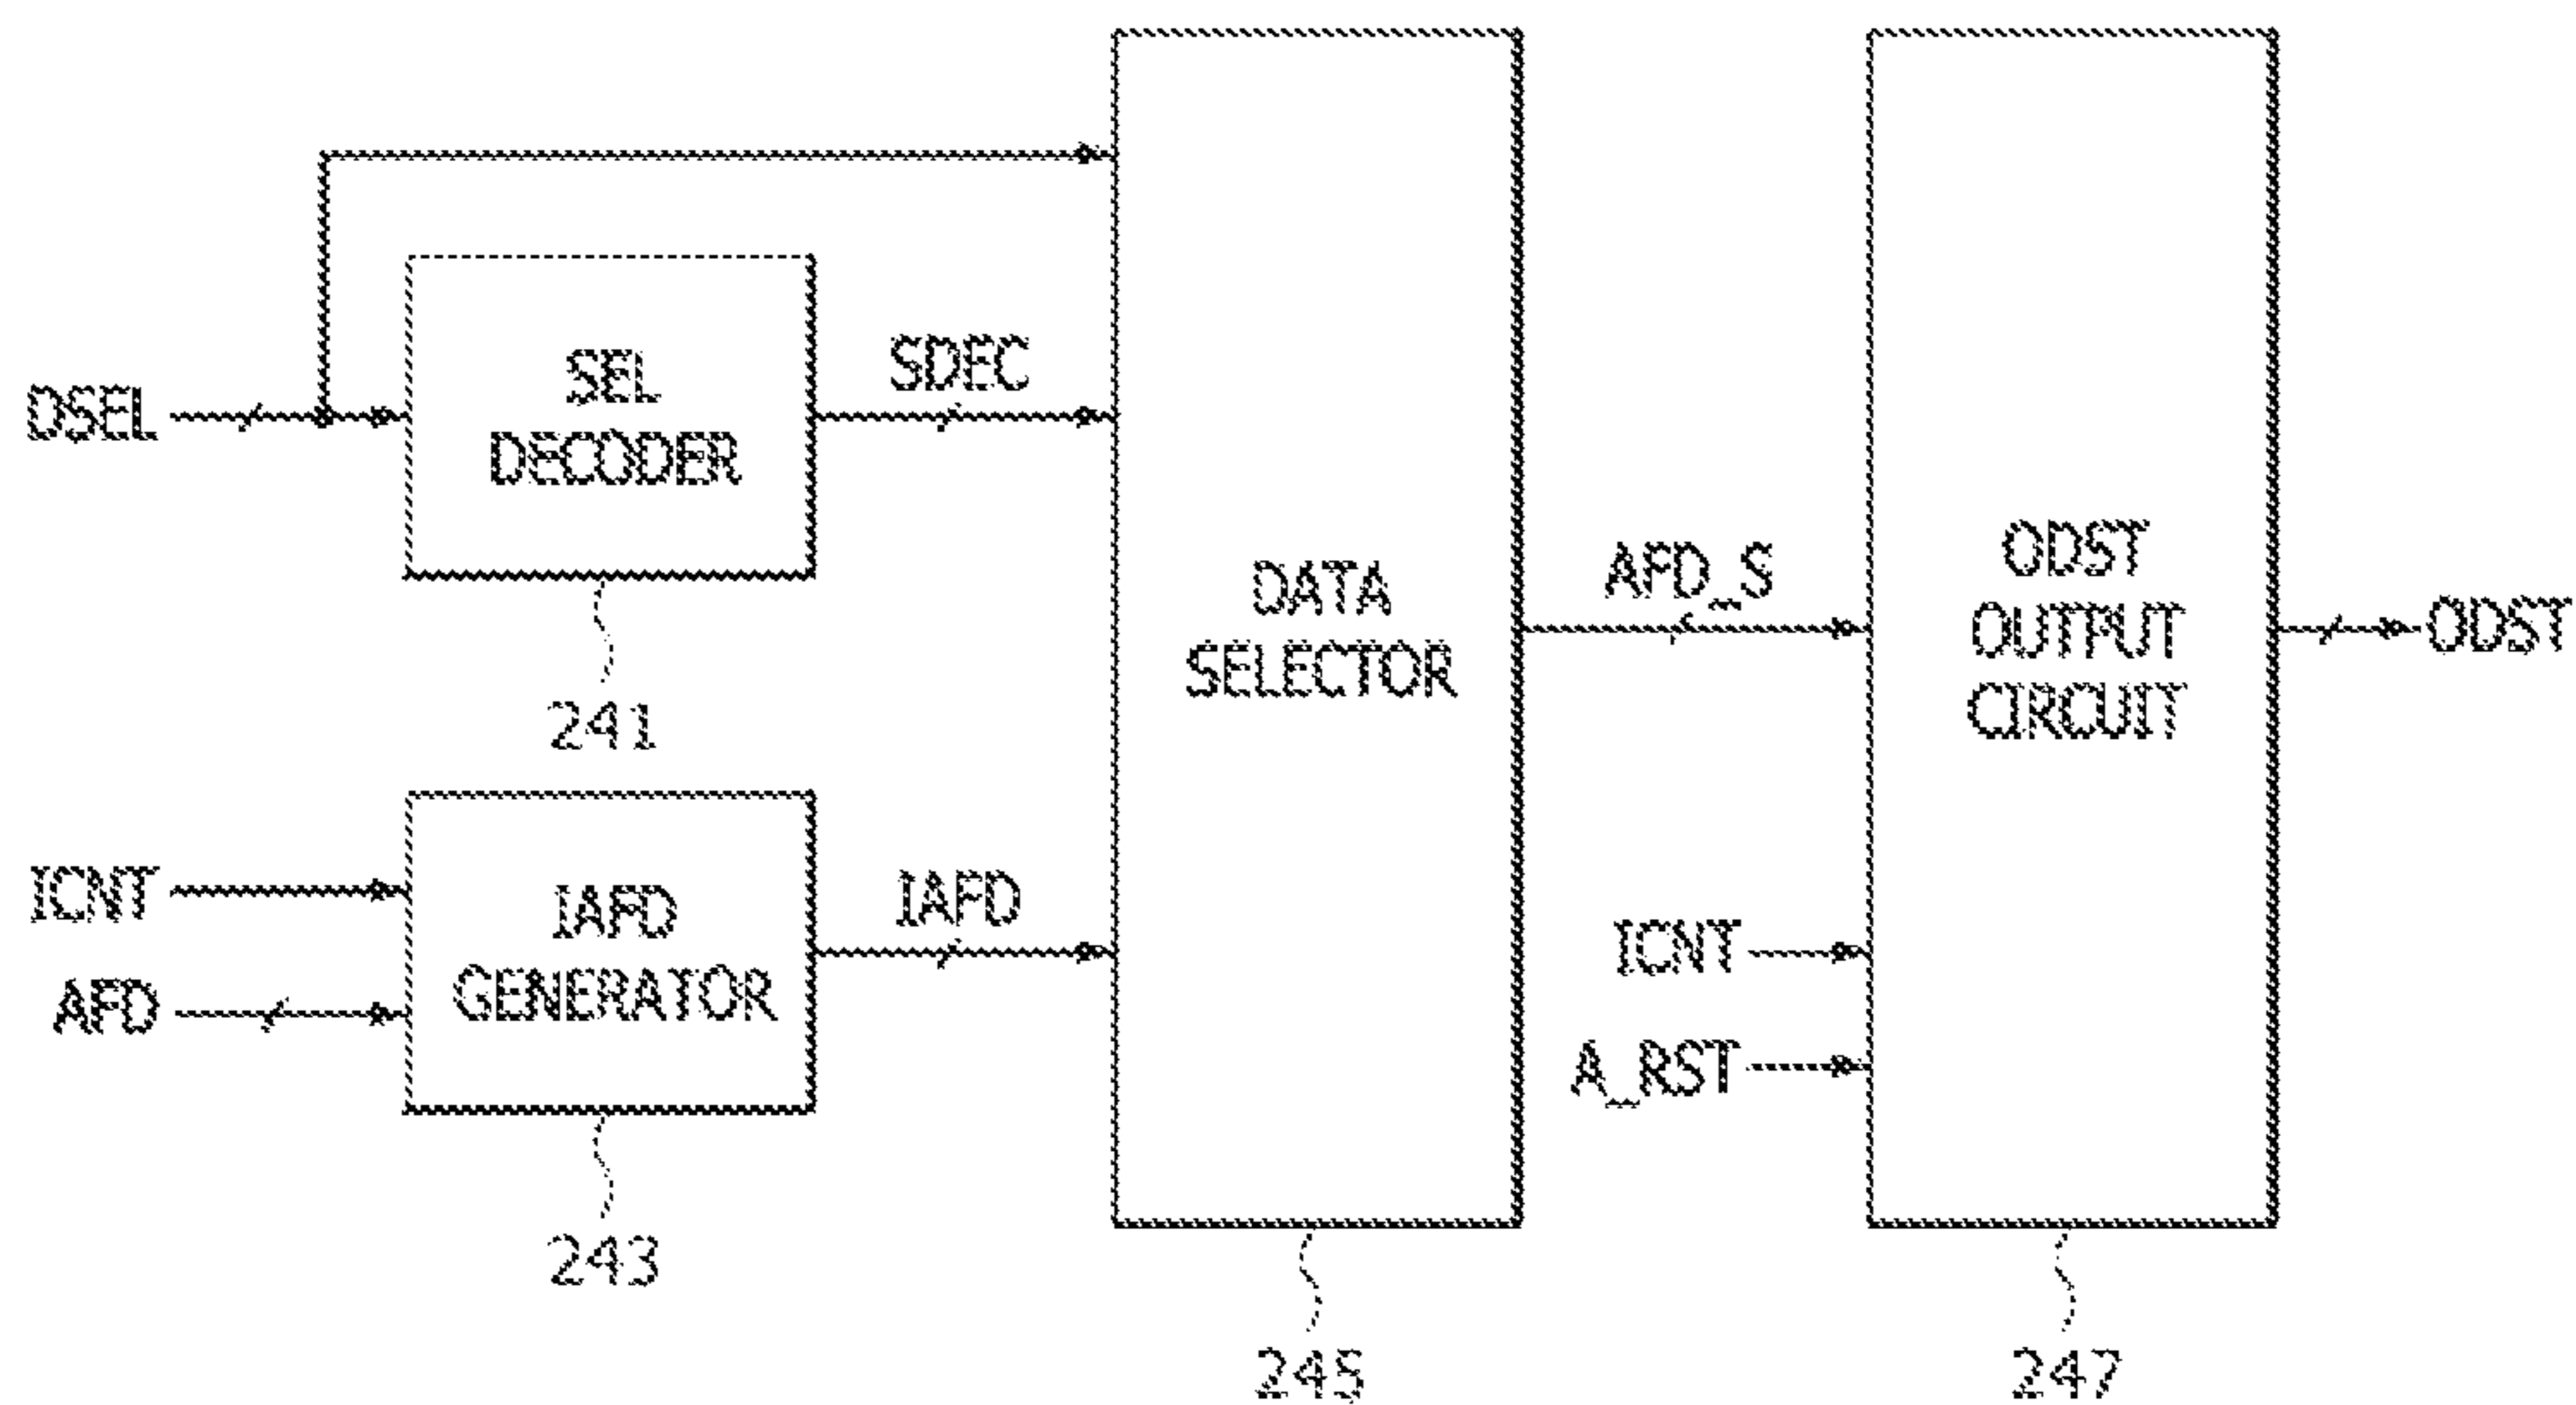 DSEL
SEL
DECODER
241
SDEC
ICNT
AFD
IAFD
GENERATOR
243
IAFD
DATA
SELECTOR
245
AFD_S
ICNT
A_RST
ODST
OUTPUT
CIRCUIT
247
ODST